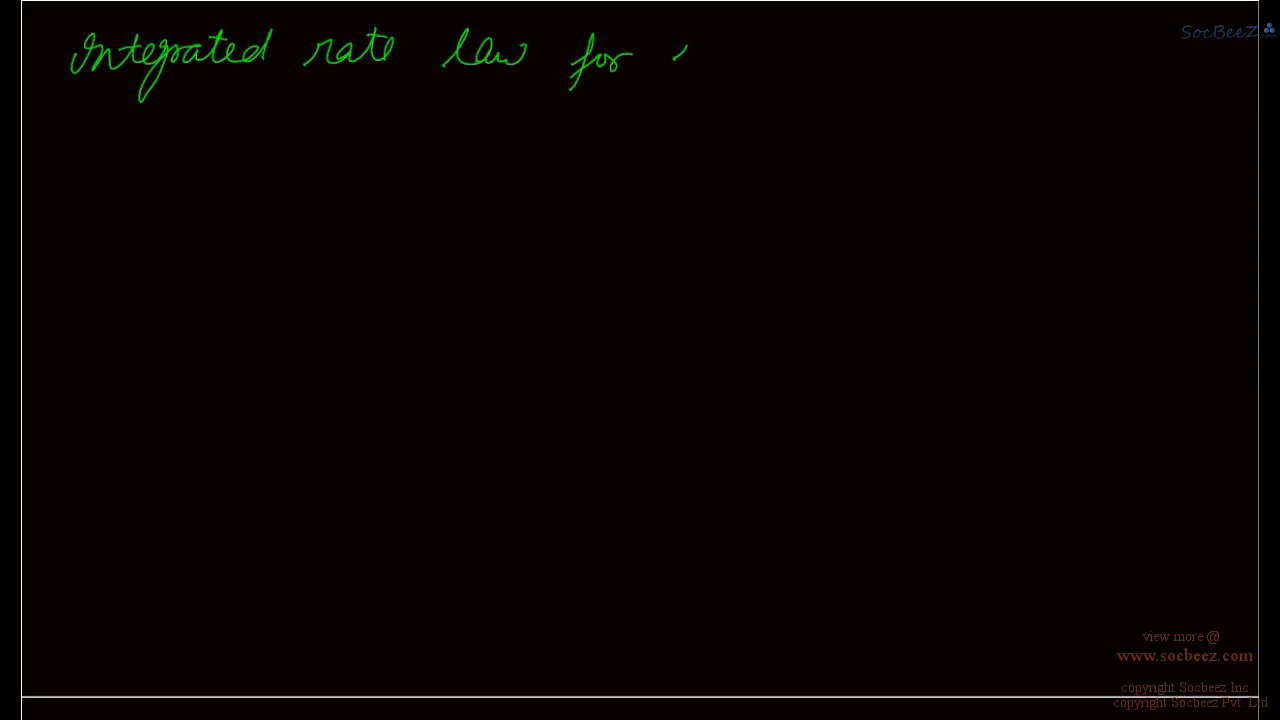 Integrated rate law for
SocBeeZ
view more @
www.socbeez.com
copyright Socbeez Inc.
copyright Socbeez Pvt. Ltd.